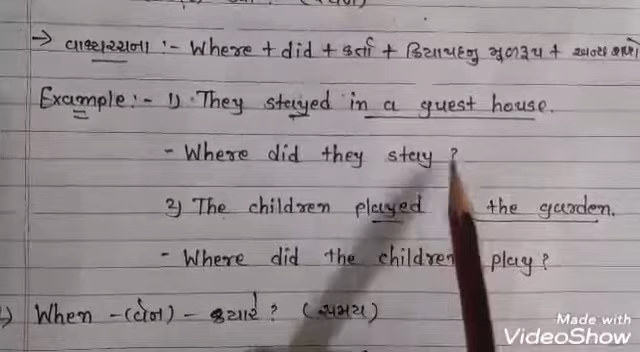 → વાક્યરચના :- Where + did + કર્તા + ક્રિયાપદનુ મૂળરૂપ + અન્ય શબ્દો
Example :- 1) They stayed in a guest house.
- Where did they stay ?
2) The children played the garden.
- Where did the children play ?
) When - (વેન) - ક્યારે ? (સમય)
Made with
VideoShow